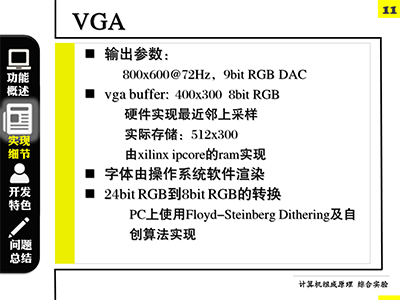 VGA
11
功能
概述
实现
细节
开发
特色
问题
总结
输出参数：
800x600@72Hz，9bit RGB DAC
vga buffer: 400x300 8bit RGB
硬件实现最近邻上采样
实际存储：512x300
由xilinx ipcore的ram实现
字体由操作系统软件渲染
24bit RGB到8bit RGB的转换
PC上使用Floyd-Steinberg Dithering及自
创算法实现
计算机组成原理 综合实验